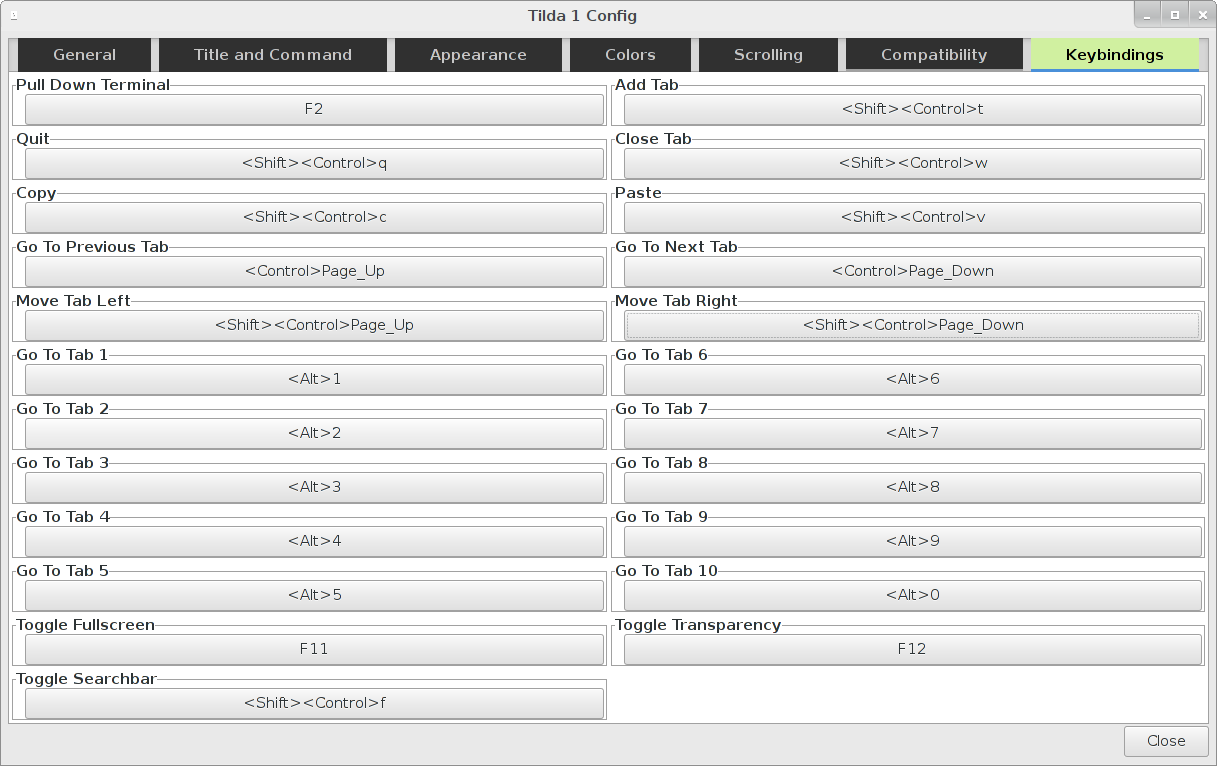 Tilda 1 Config
General Title and Command Appearance Colors Scrolling Compatibility Keybindings
Pull Down Terminal Add Tab
F2 <Shift><Control>t
Quit Close Tab
<Shift><Control>q <Shift><Control>w
Copy Paste
<Shift><Control>c <Shift><Control>v
Go To Previous Tab Go To Next Tab
<Control>Page_Up <Control>Page_Down
Move Tab Left Move Tab Right
<Shift><Control>Page_Up <Shift><Control>Page_Down
Go To Tab 1 Go To Tab 6
<Alt>1 <Alt>6
Go To Tab 2 Go To Tab 7
<Alt>2 <Alt>7
Go To Tab 3 Go To Tab 8
<Alt>3 <Alt>8
Go To Tab 4 Go To Tab 9
<Alt>4 <Alt>9
Go To Tab 5 Go To Tab 10
<Alt>5 <Alt>0
Toggle Fullscreen Toggle Transparency
F11 F12
Toggle Searchbar
<Shift><Control>f
Close